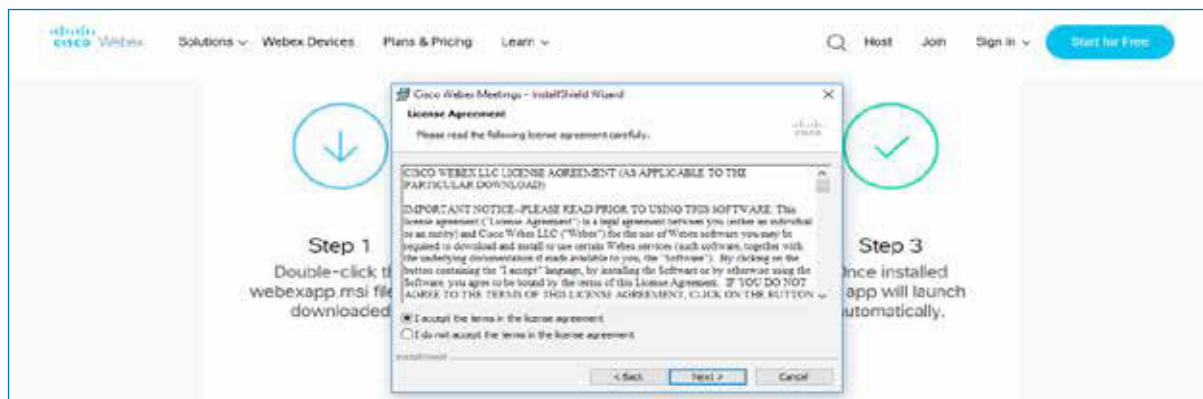 CISCO Webex Solutions Webex Devices Plans & Pricing Learn Host Join Sign In Start for Free
Cisco Webex Meetings - InstallShield Wizard
License Agreement
Please read the following license agreement carefully.
CISCO
CISCO WEBEX LLC LICENSE AGREEMENT (AS APPLICABLE TO THE
PARTICULAR DOWNLOAD)
IMPORTANT NOTICE--PLEASE READ PRIOR TO USING THIS SOFTWARE. This
license agreement ("License Agreement") is a legal agreement between you (either an individual
or an entity) and Cisco Webex LLC ("Webex") for the use of Webex software you may be
required to download and install to use certain Webex services (such software, together with
the underlying documentation if made available to you, the "Software"). By clicking on the
button containing the "I accept" language, by installing the Software or by otherwise using the
Software, you agree to be bound by the terms of this License Agreement. IF YOU DO NOT
AGREE TO THE TERMS OF THIS LICENSE AGREEMENT, CLICK ON THE BUTTON
I accept the terms in the license agreement
I do not accept the terms in the license agreement
InstallShield
< Back Next > Cancel
Step 1
Double-click th
webexapp.msi file
downloaded
Step 3
Once installed
app will launch
automatically.